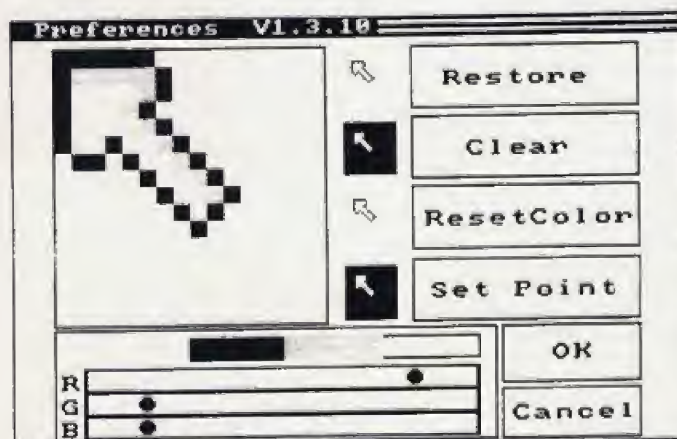 Preferences V1.3.10
Restore
Clear
ResetColor
Set Point
OK
R
G
Cancel
B